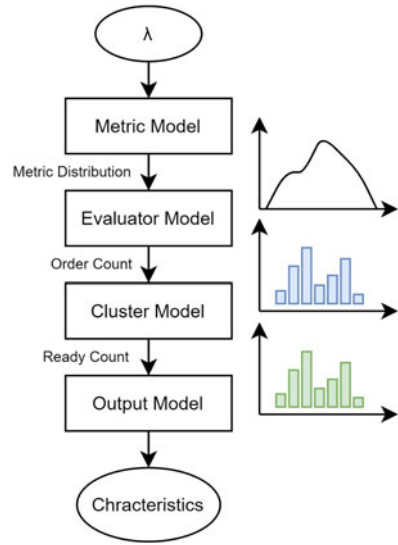 λ
Metric Model
Metric Distribution
Evaluator Model
Order Count
Cluster Model
Ready Count
Output Model
Chracteristics